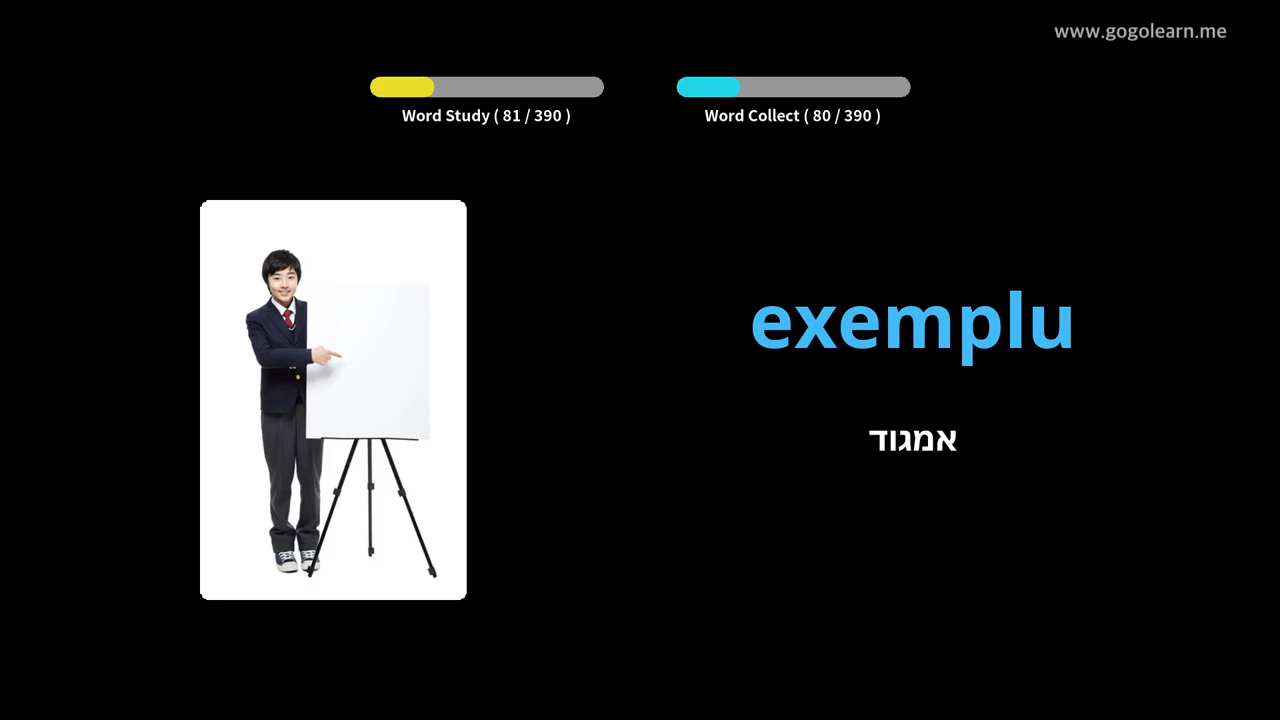 www.gogolearn.me
Word Study ( 81 / 390 )
Word Collect ( 80 / 390 )
exemplu
אמגוד